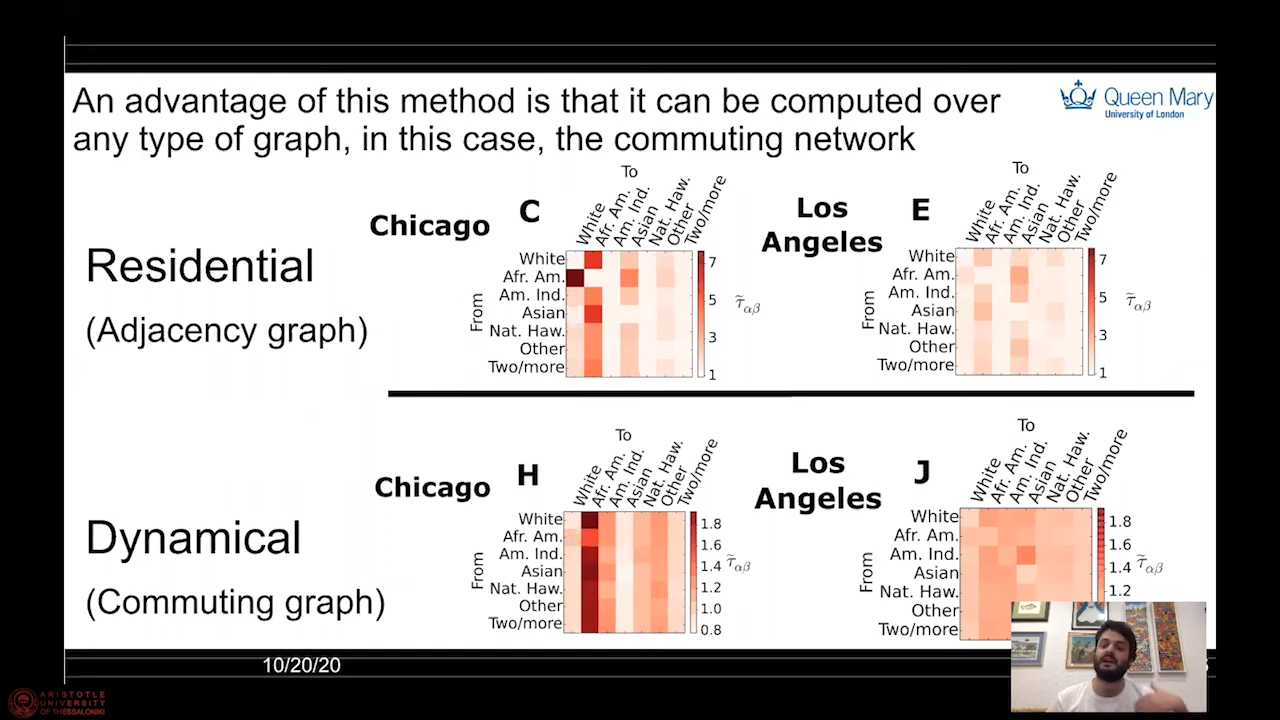 An advantage of this method is that it can be computed over
any type of graph, in this case, the commuting network
Queen Mary
University of London
Residential
(Adjacency graph)
Chicago
C
To
White
Afr. Am.
Am. Ind.
Asian
Nat. Haw.
Other
Two/more
From
White
Afr. Am.
Am. Ind.
Asian
Nat. Haw.
Other
Two/more
7
5
3
1
τ̃αβ
Los
Angeles
E
To
White
Afr. Am.
Am. Ind.
Asian
Nat. Haw.
Other
Two/more
From
White
Afr. Am.
Am. Ind.
Asian
Nat. Haw.
Other
Two/more
7
5
3
1
τ̃αβ
Dynamical
(Commuting graph)
Chicago
H
To
White
Afr. Am.
Am. Ind.
Asian
Nat. Haw.
Other
Two/more
From
White
Afr. Am.
Am. Ind.
Asian
Nat. Haw.
Other
Two/more
1.8
1.6
1.4
1.2
1.0
0.8
τ̃αβ
Los
Angeles
J
To
White
Afr. Am.
Am. Ind.
Asian
Nat. Haw.
Other
Two/more
From
White
Afr. Am.
Am. Ind.
Asian
Nat. Haw.
Other
Two/more
1.8
1.6
1.4
1.2
τ̃αβ
10/20/20
ARISTOTLE
UNIVERSITY
OF THESSALONIKI